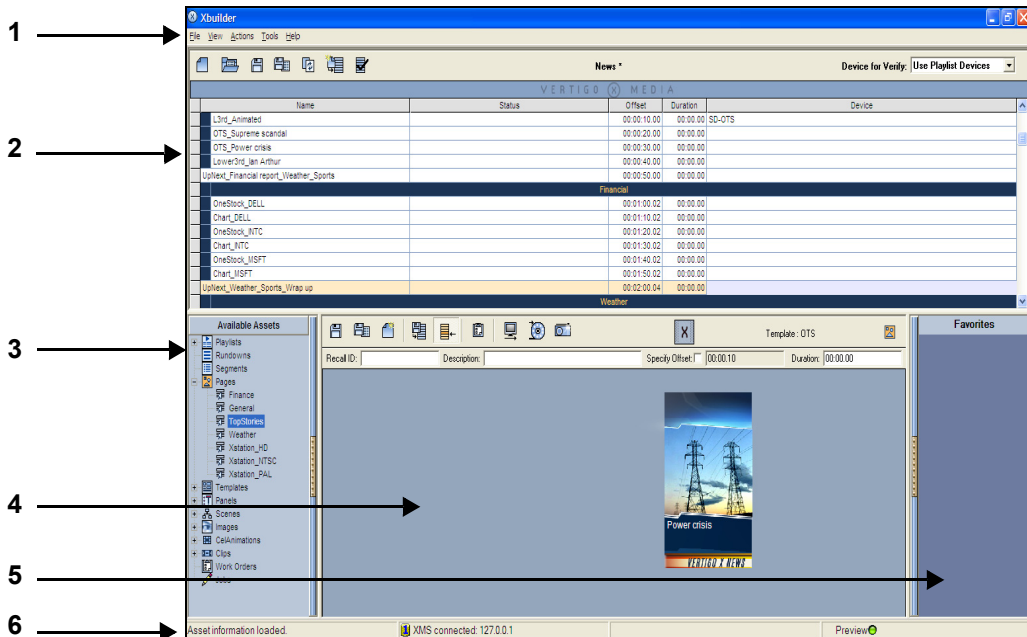 Xbuilder
1
File View Actions Tools Help
News *
Device for Verify: Use Playlist Devices
VERTIGO X MEDIA
Name Status Offset Duration Device
L3rd_Animated 00:00:10.00 00:00.00 SD-OTS
OTS_Supreme scandal 00:00:20.00 00:00.00
2
OTS_Power crisis 00:00:30.00 00:00.00
Lower3rd_Ian Arthur 00:00:40.00 00:00.00
UpNext_Financial report_Weather_Sports 00:00:50.00 00:00.00
Financial
OneStock_DELL 00:01:00.02 00:00.00
Chart_DELL 00:01:10.02 00:00.00
OneStock_INTC 00:01:20.02 00:00.00
Chart_INTC 00:01:30.02 00:00.00
OneStock_MSFT 00:01:40.02 00:00.00
Chart_MSFT 00:01:50.02 00:00.00
UpNext_Weather_Sports_Wrap up 00:02:00.04 00:00.00
Weather
3
Available Assets
Playlists
Rundowns
Segments
Pages
Finance
General
TopStories
Weather
Xstation_HD
Xstation_NTSC
Xstation_PAL
Templates
Panels
Scenes
Images
CelAnimations
Clips
Work Orders
Jobs
X
Template : OTS
Recall ID: Description: Specify Offset: 00:00.10 Duration: 00:00.00
4
Power crisis
VERTIGO X NEWS
Favorites
5
6
Asset information loaded. XMS connected: 127.0.0.1 Preview